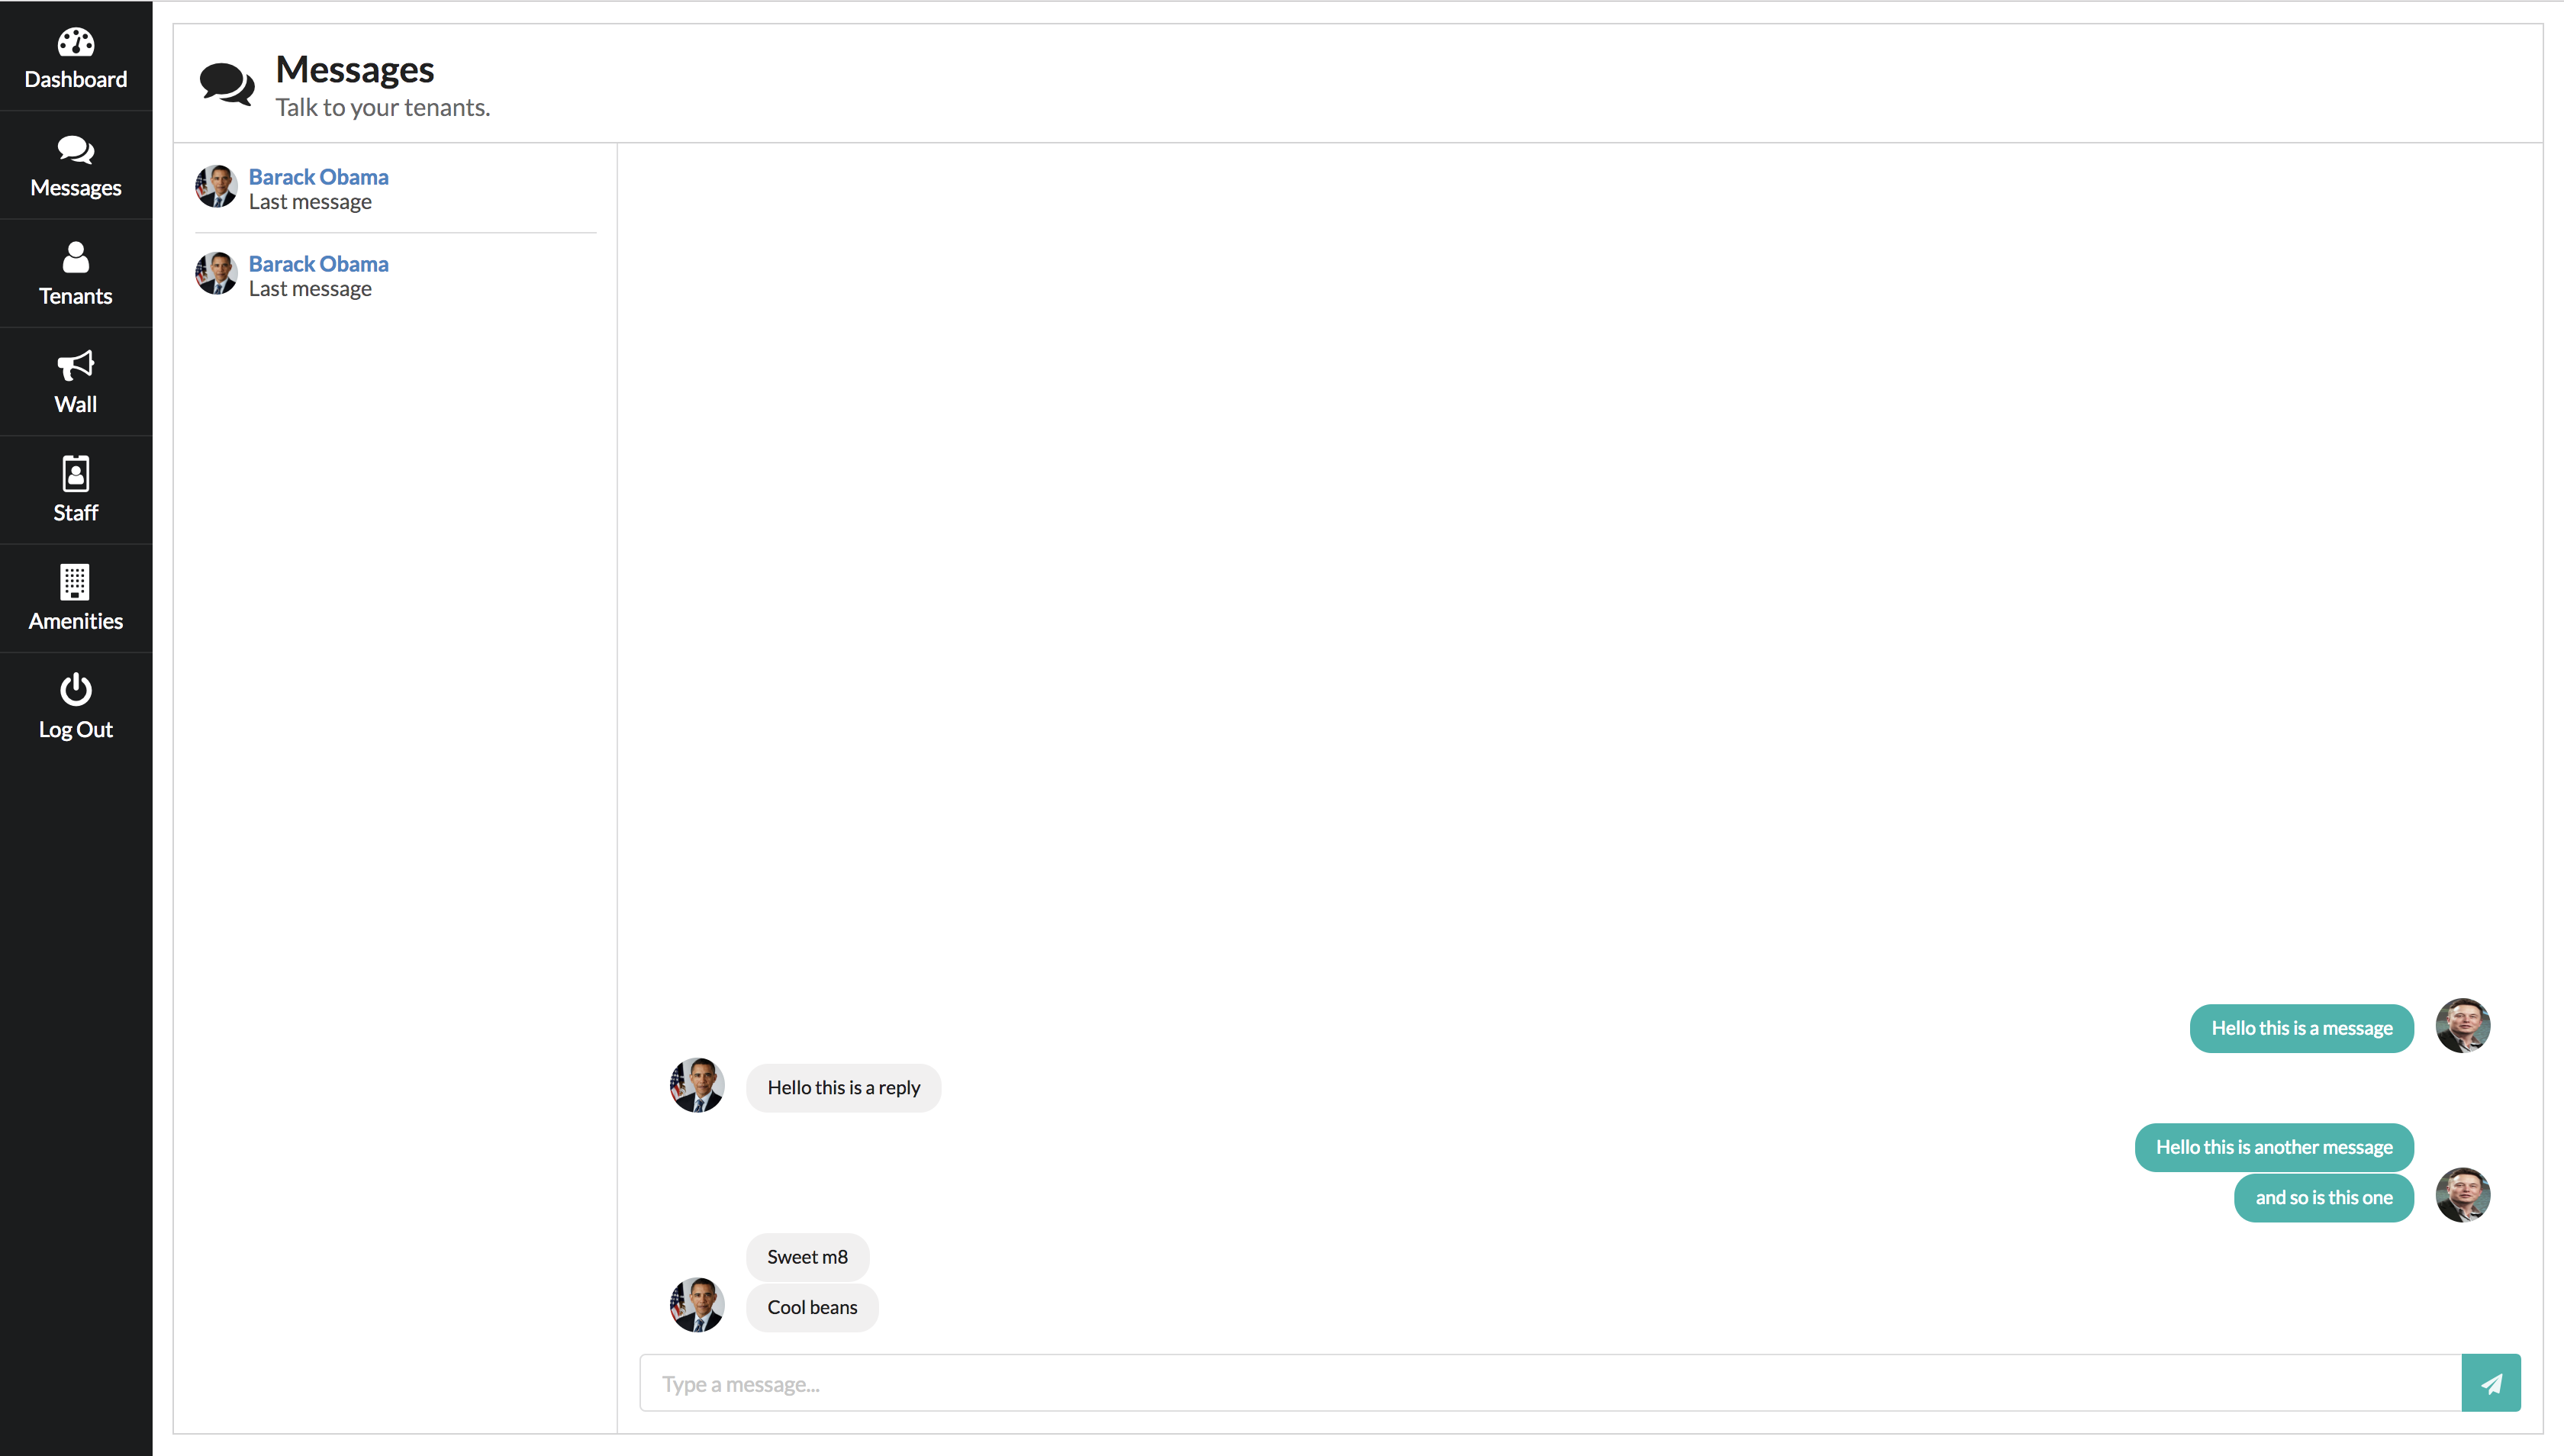 Dashboard
Messages
Tenants
Wall
Staff
Amenities
Log Out
Messages
Talk to your tenants.
Barack Obama
Last message
Barack Obama
Last message
Hello this is a message
Hello this is a reply
Hello this is another message
and so is this one
Sweet m8
Cool beans
Type a message...